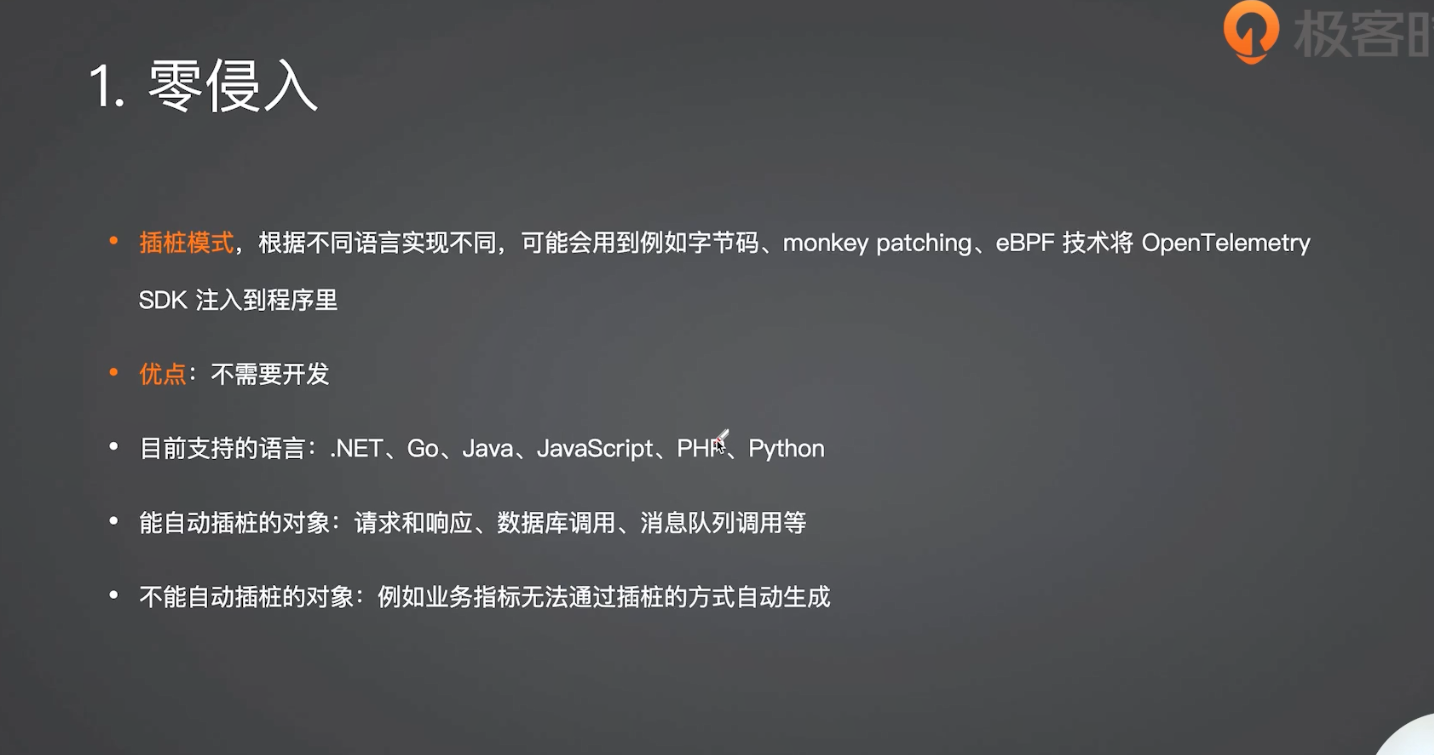 极客时
1. 零侵入
• 插桩模式，根据不同语言实现不同，可能会用到例如字节码、monkey patching、eBPF 技术将 OpenTelemetry
SDK 注入到程序里
• 优点：不需要开发
• 目前支持的语言：.NET、Go、Java、JavaScript、PHP、Python
• 能自动插桩的对象：请求和响应、数据库调用、消息队列调用等
• 不能自动插桩的对象：例如业务指标无法通过插桩的方式自动生成